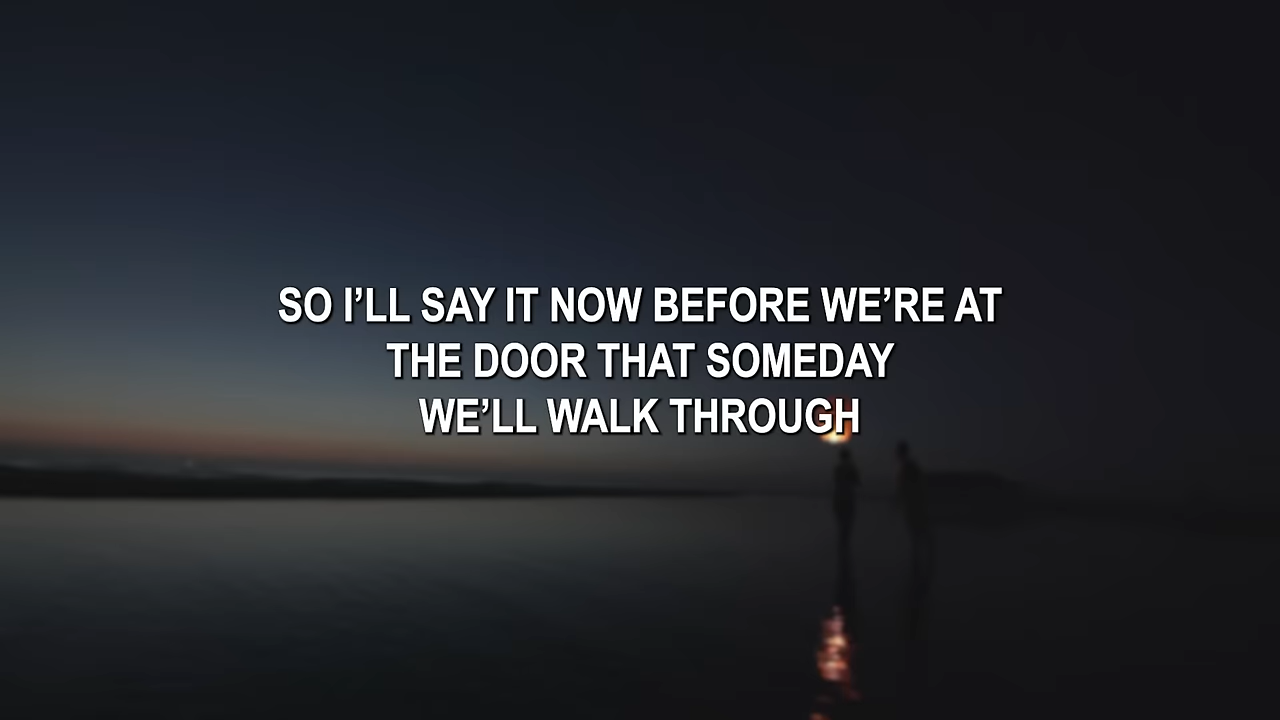 SO I’LL SAY IT NOW BEFORE WE’RE AT
THE DOOR THAT SOMEDAY
WE’LL WALK THROUGH